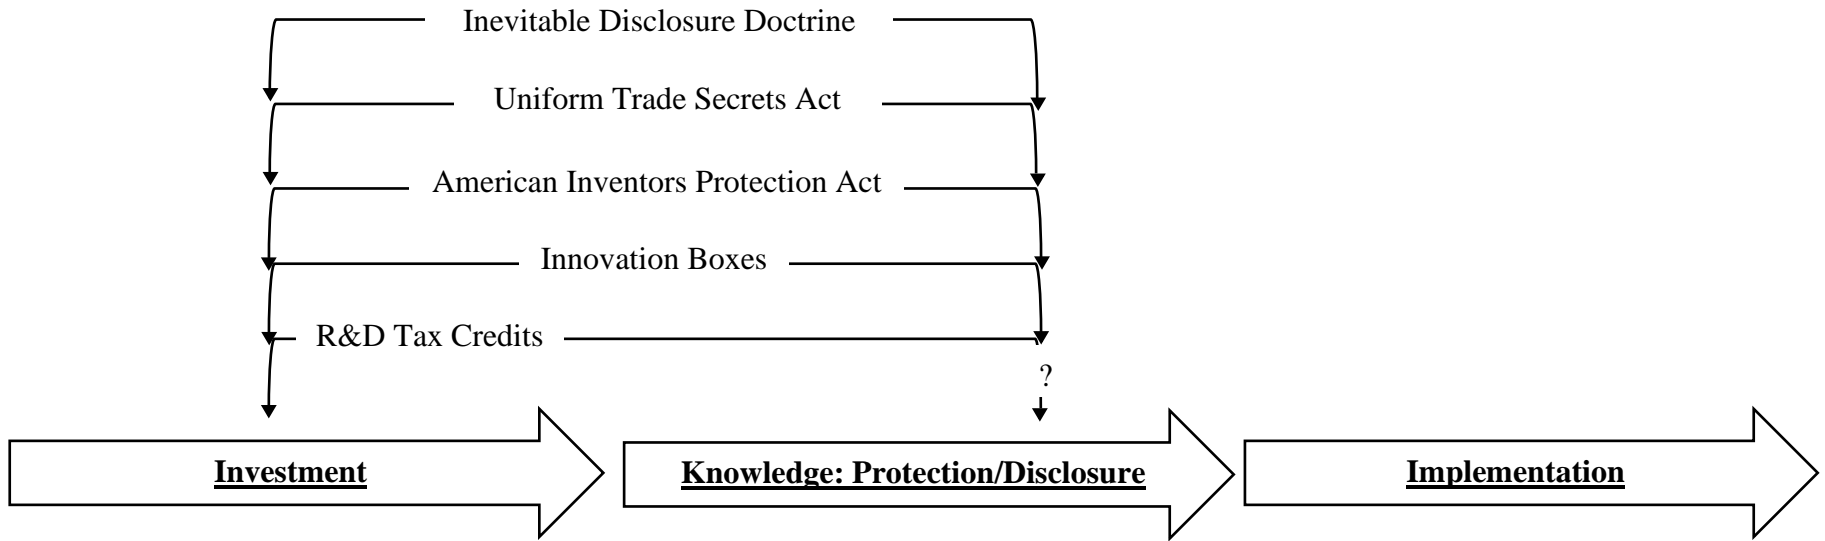 Inevitable Disclosure Doctrine
Uniform Trade Secrets Act
American Inventors Protection Act
Innovation Boxes
R&D Tax Credits
?
Investment
Knowledge: Protection/Disclosure
Implementation